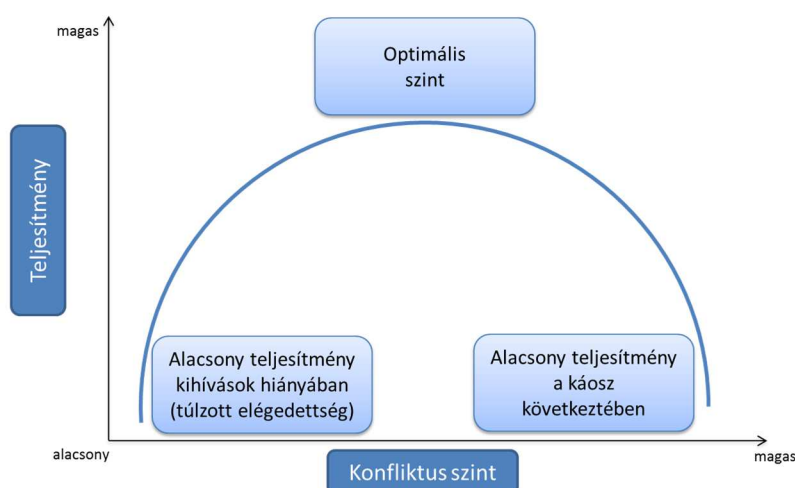 magas
Optimális
szint
Teljesítmény
Alacsony teljesítmény
kihívások hiányában
(túlzott elégedettség)
Alacsony teljesítmény
a káosz
következtében
alacsony
magas
Konfliktus szint